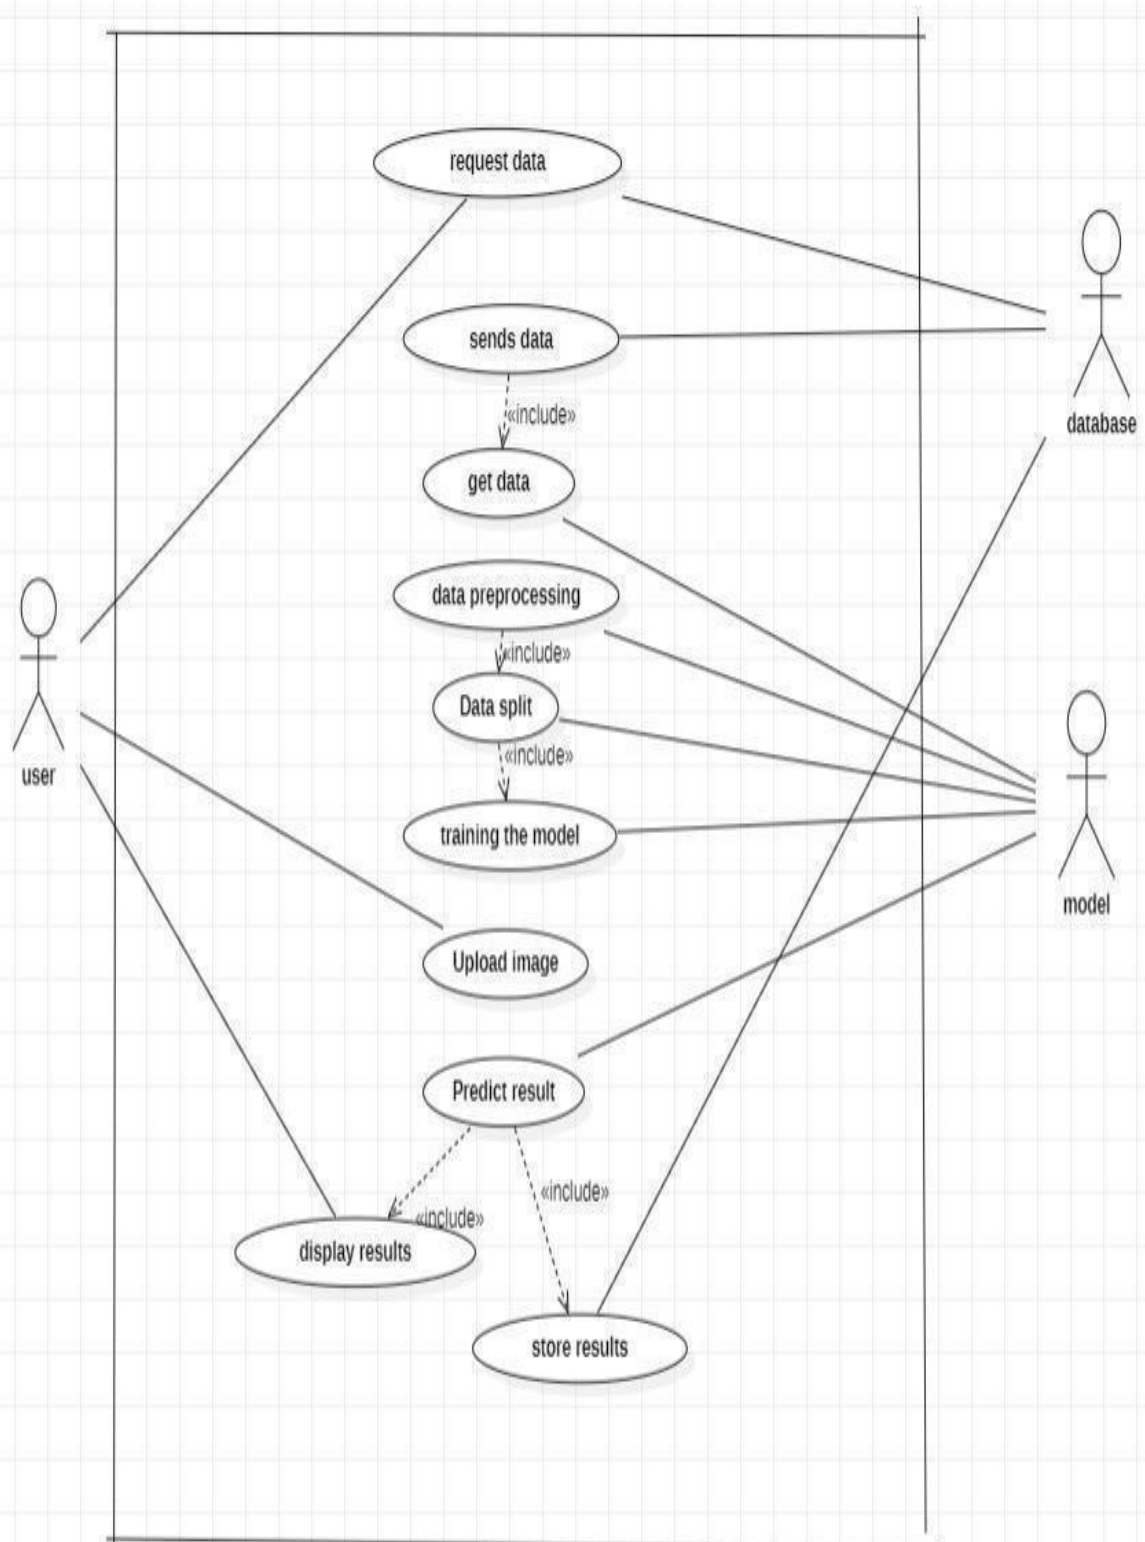 request data
sends data
«include»
database
get data
data preprocessing
«include»
Data split
«include»
user
training the model
model
Upload image
Predict result
«include»
«include»
display results
store results